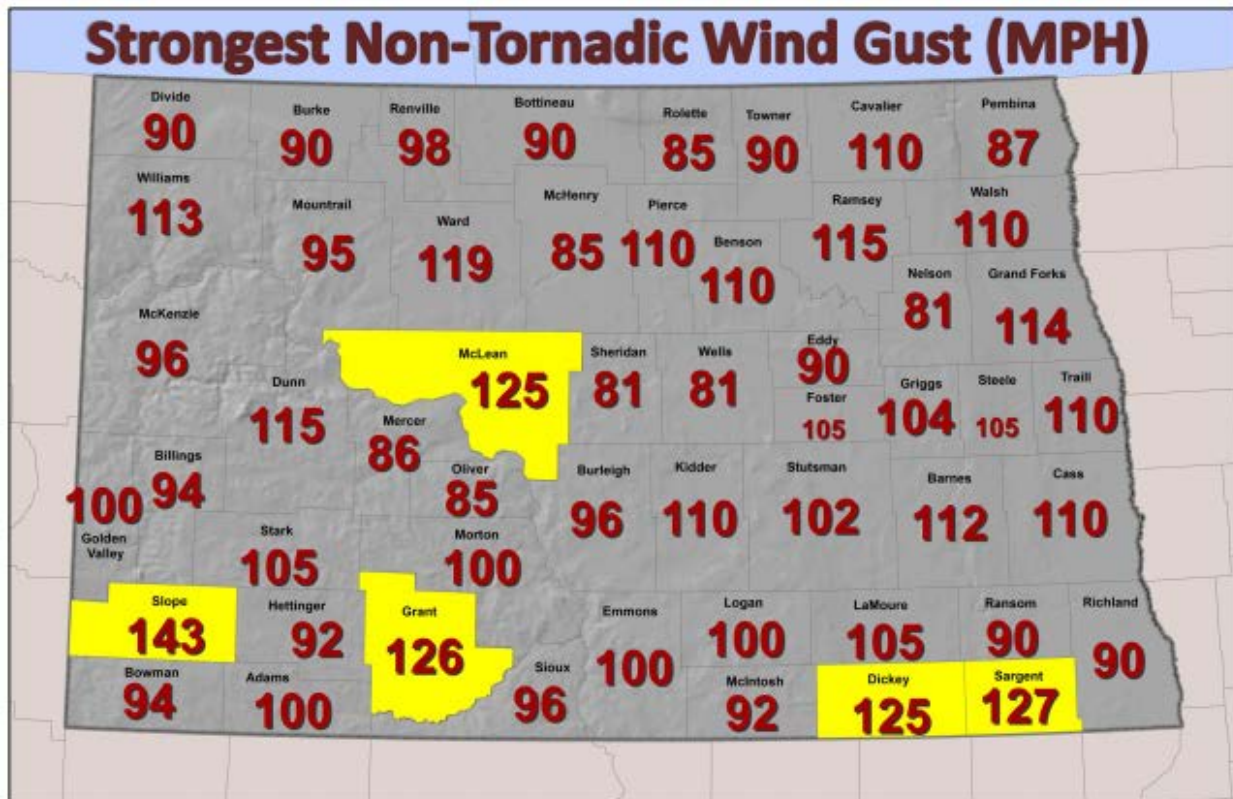 Strongest Non-Tornadic Wind Gust (MPH)
Divide
90
Burke
90
Renville
98
Bottineau
90
Rolette
85
Towner
90
Cavalier
110
Pembina
87
Williams
113
Mountrail
95
Ward
119
McHenry
85
Pierce
110
Benson
110
Ramsey
115
Walsh
110
Nelson
81
Grand Forks
114
McKenzie
96
Dunn
115
McLean
125
Mercer
86
Sheridan
81
Wells
81
Eddy
90
Foster
105
Griggs
104
Steele
105
Traill
110
Billings
94
100
Golden
Valley
Oliver
85
Burleigh
96
Kidder
110
Stutsman
102
Barnes
112
Cass
110
Stark
105
Morton
100
Slope
143
Hettinger
92
Grant
126
Emmons
100
Logan
100
LaMoure
105
Ransom
90
Richland
90
Bowman
94
Adams
100
Sioux
96
McIntosh
92
Dickey
125
Sargent
127